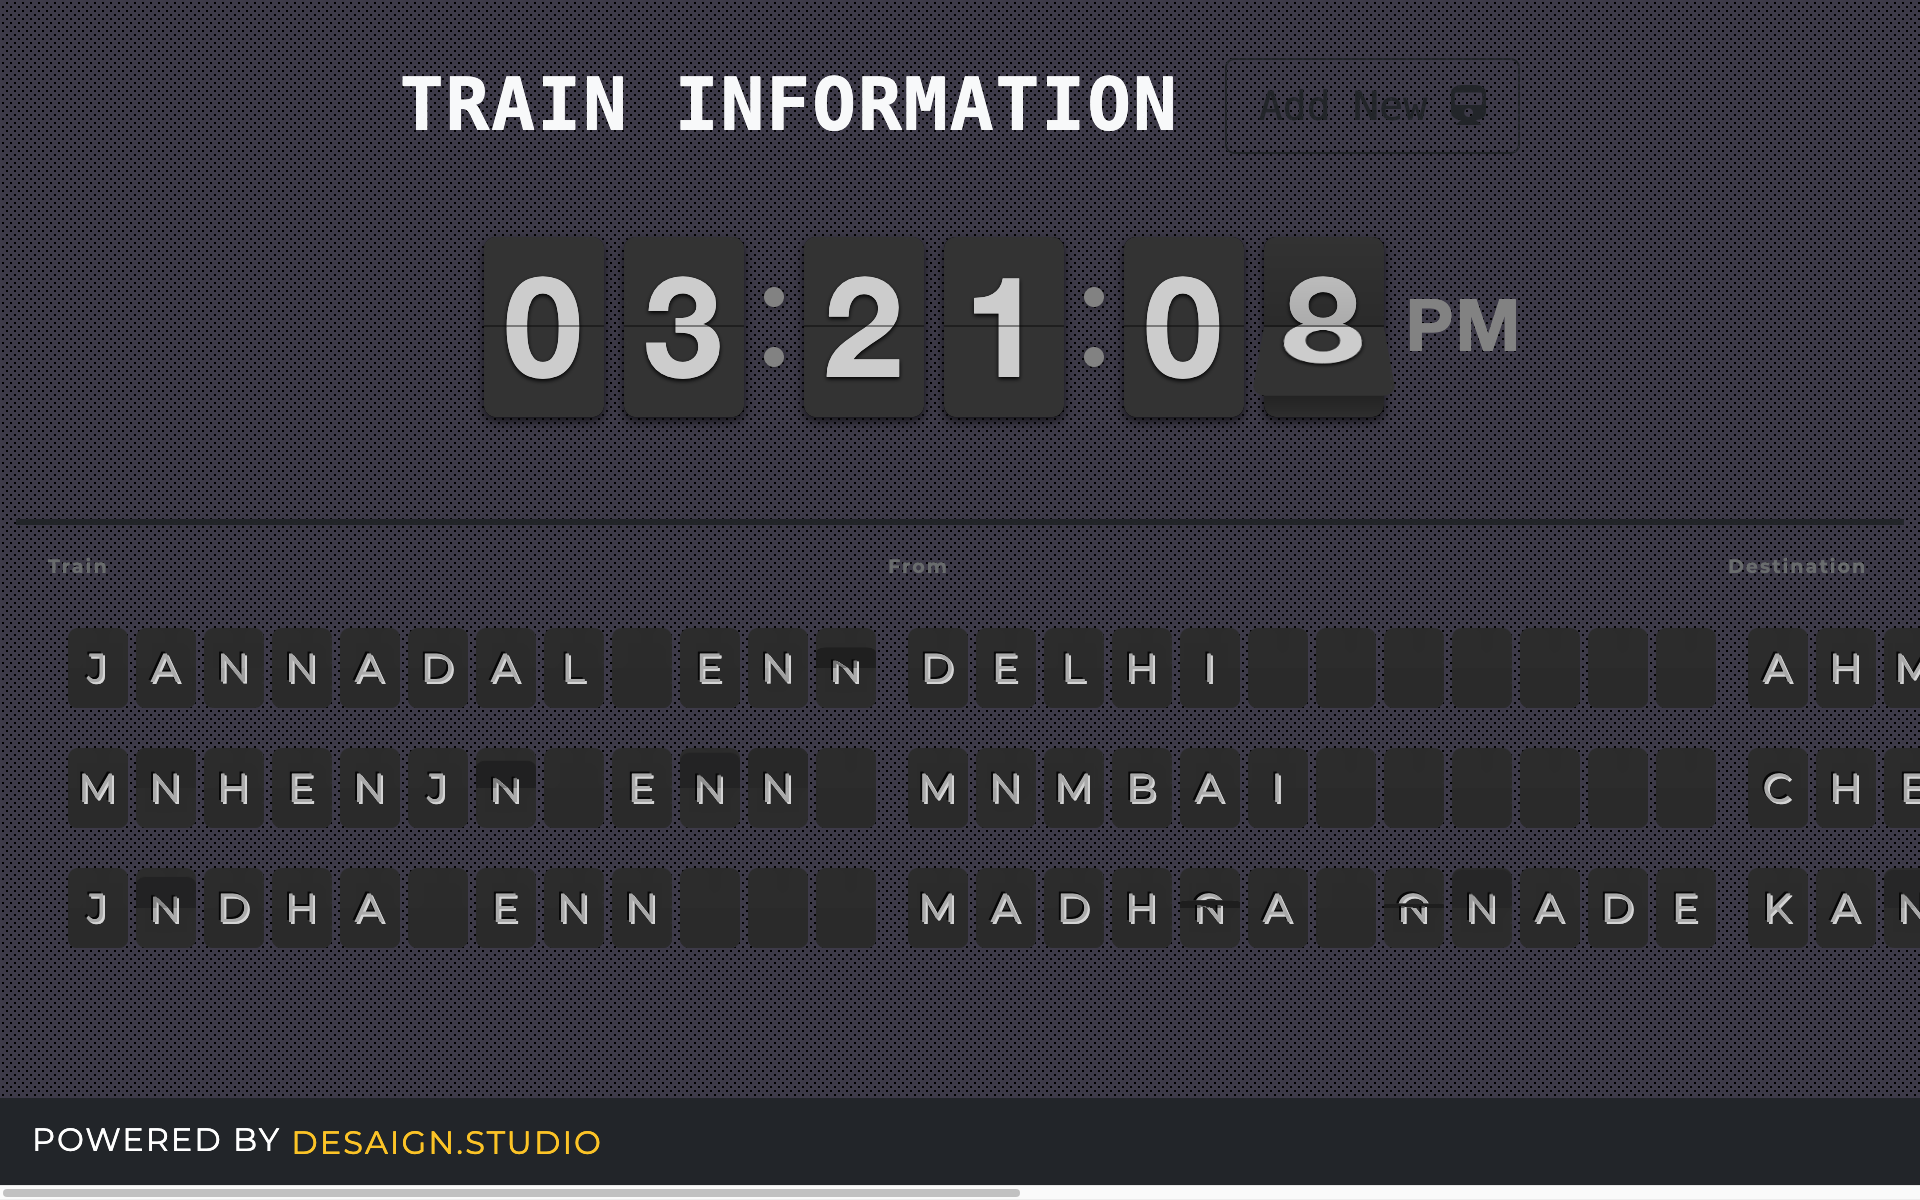 TRAIN INFORMATION Add New
03:21:08 PM
Train From Destination
JANNADAL ENN DELHI AHM
MNHENJN ENN MNMBAI CHE
JNDHA ENN MADHNA NNADE KAN
POWERED BY DESAIGN.STUDIO